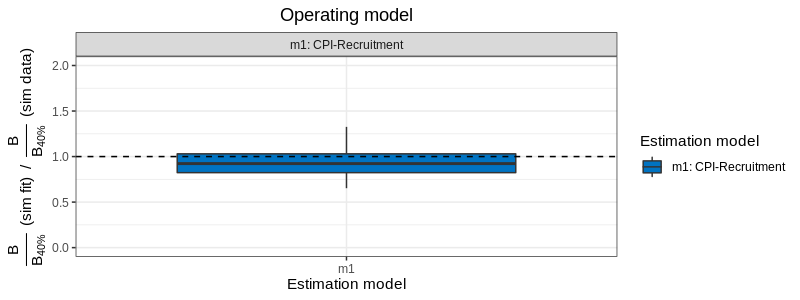 Operating model
m1: CPI-Recruitment
2.0
1.5
1.0
0.5
0.0
B
B40%
(sim fit) /
B
B40%
(sim data)
m1
Estimation model
Estimation model
m1: CPI-Recruitment